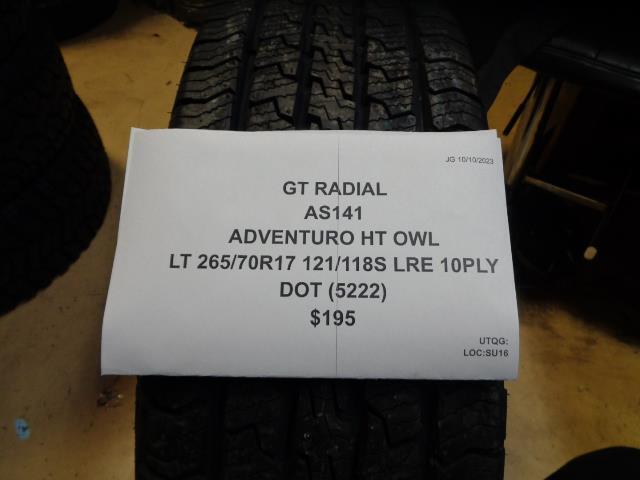 JG 10/10/2023
GT RADIAL
AS141
ADVENTURO HT OWL
LT 265/70R17 121/118S LRE 10PLY
DOT (5222)
$195
UTQG:
LOC:SU16